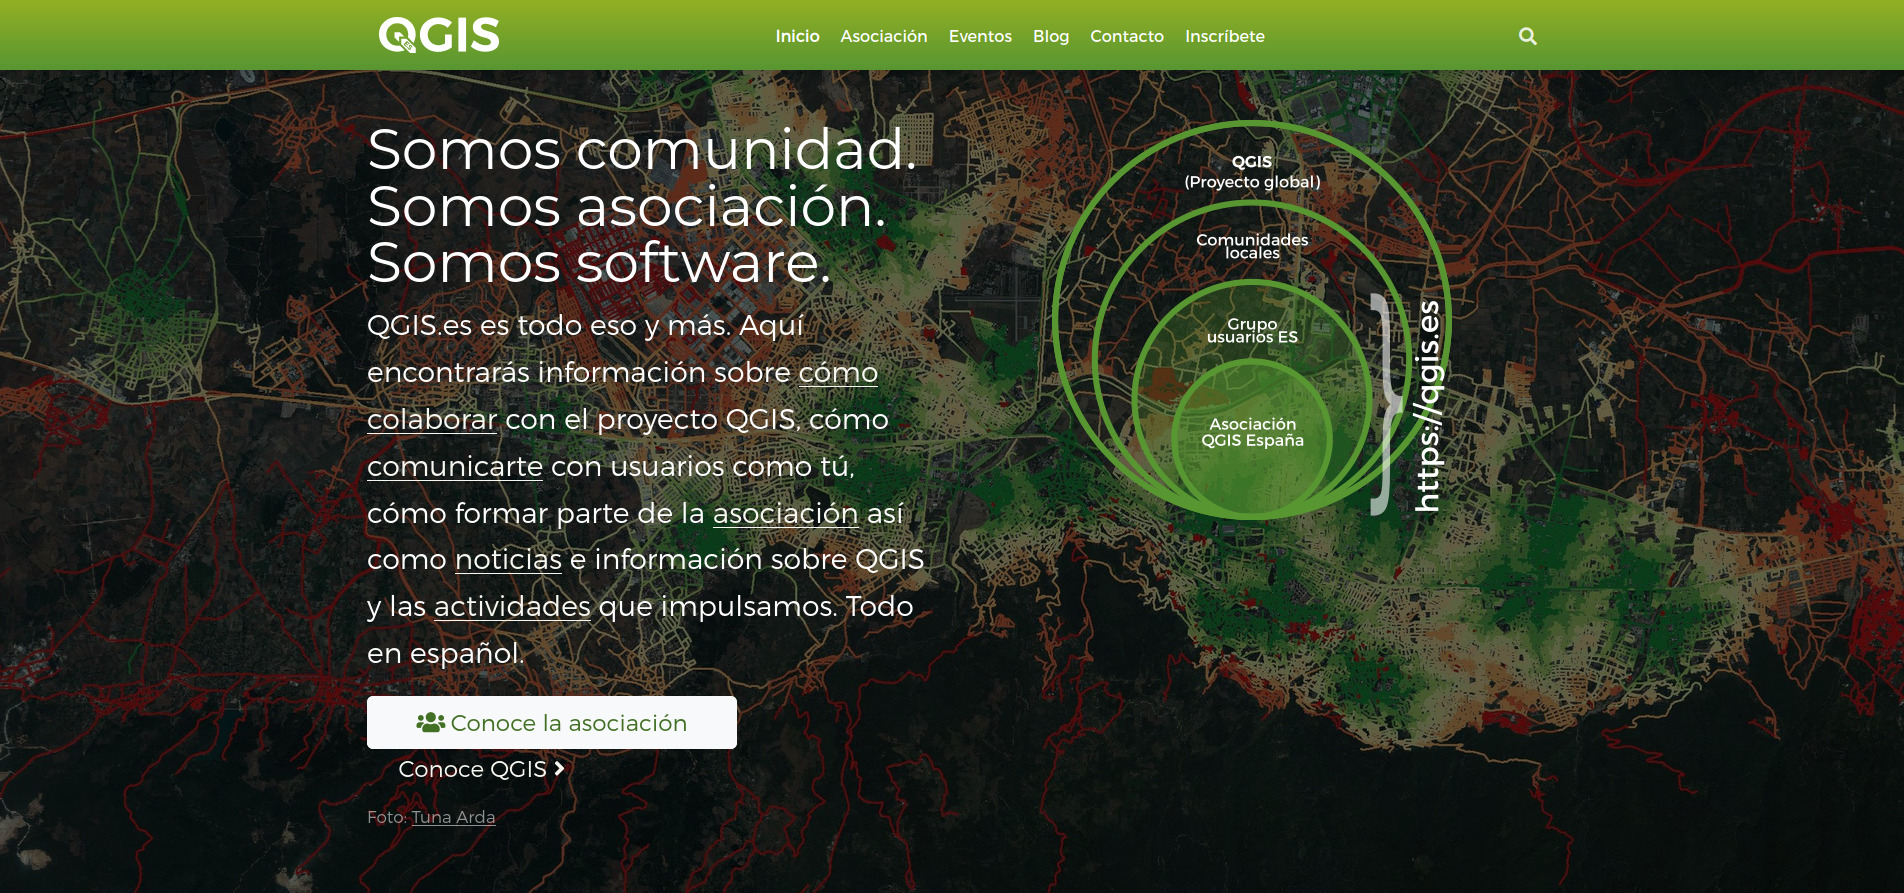 QGIS
Inicio Asociación Eventos Blog Contacto Inscríbete
Somos comunidad.
Somos asociación.
Somos software.
QGIS.es es todo eso y más. Aquí
encontrarás información sobre cómo
colaborar con el proyecto QGIS, cómo
comunicarte con usuarios como tú,
cómo formar parte de la asociación así
como noticias e información sobre QGIS
y las actividades que impulsamos. Todo
en español.
Conoce la asociación
Conoce QGIS
Foto: Tuna Arda
QGIS
(Proyecto global)
Comunidades
locales
Grupo
usuarios ES
Asociación
QGIS España
https://qgis.es